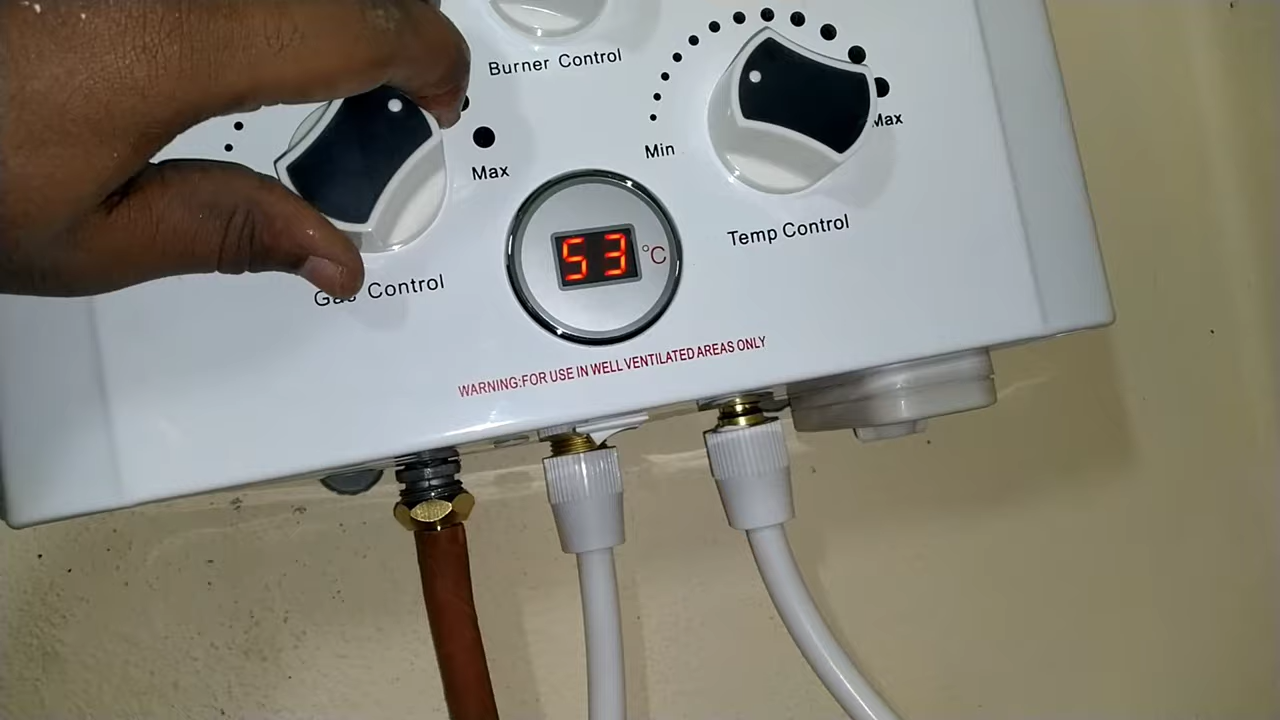 Burner Control
Max
Min
Max
Gas Control
53 °C
Temp Control
WARNING:FOR USE IN WELL VENTILATED AREAS ONLY